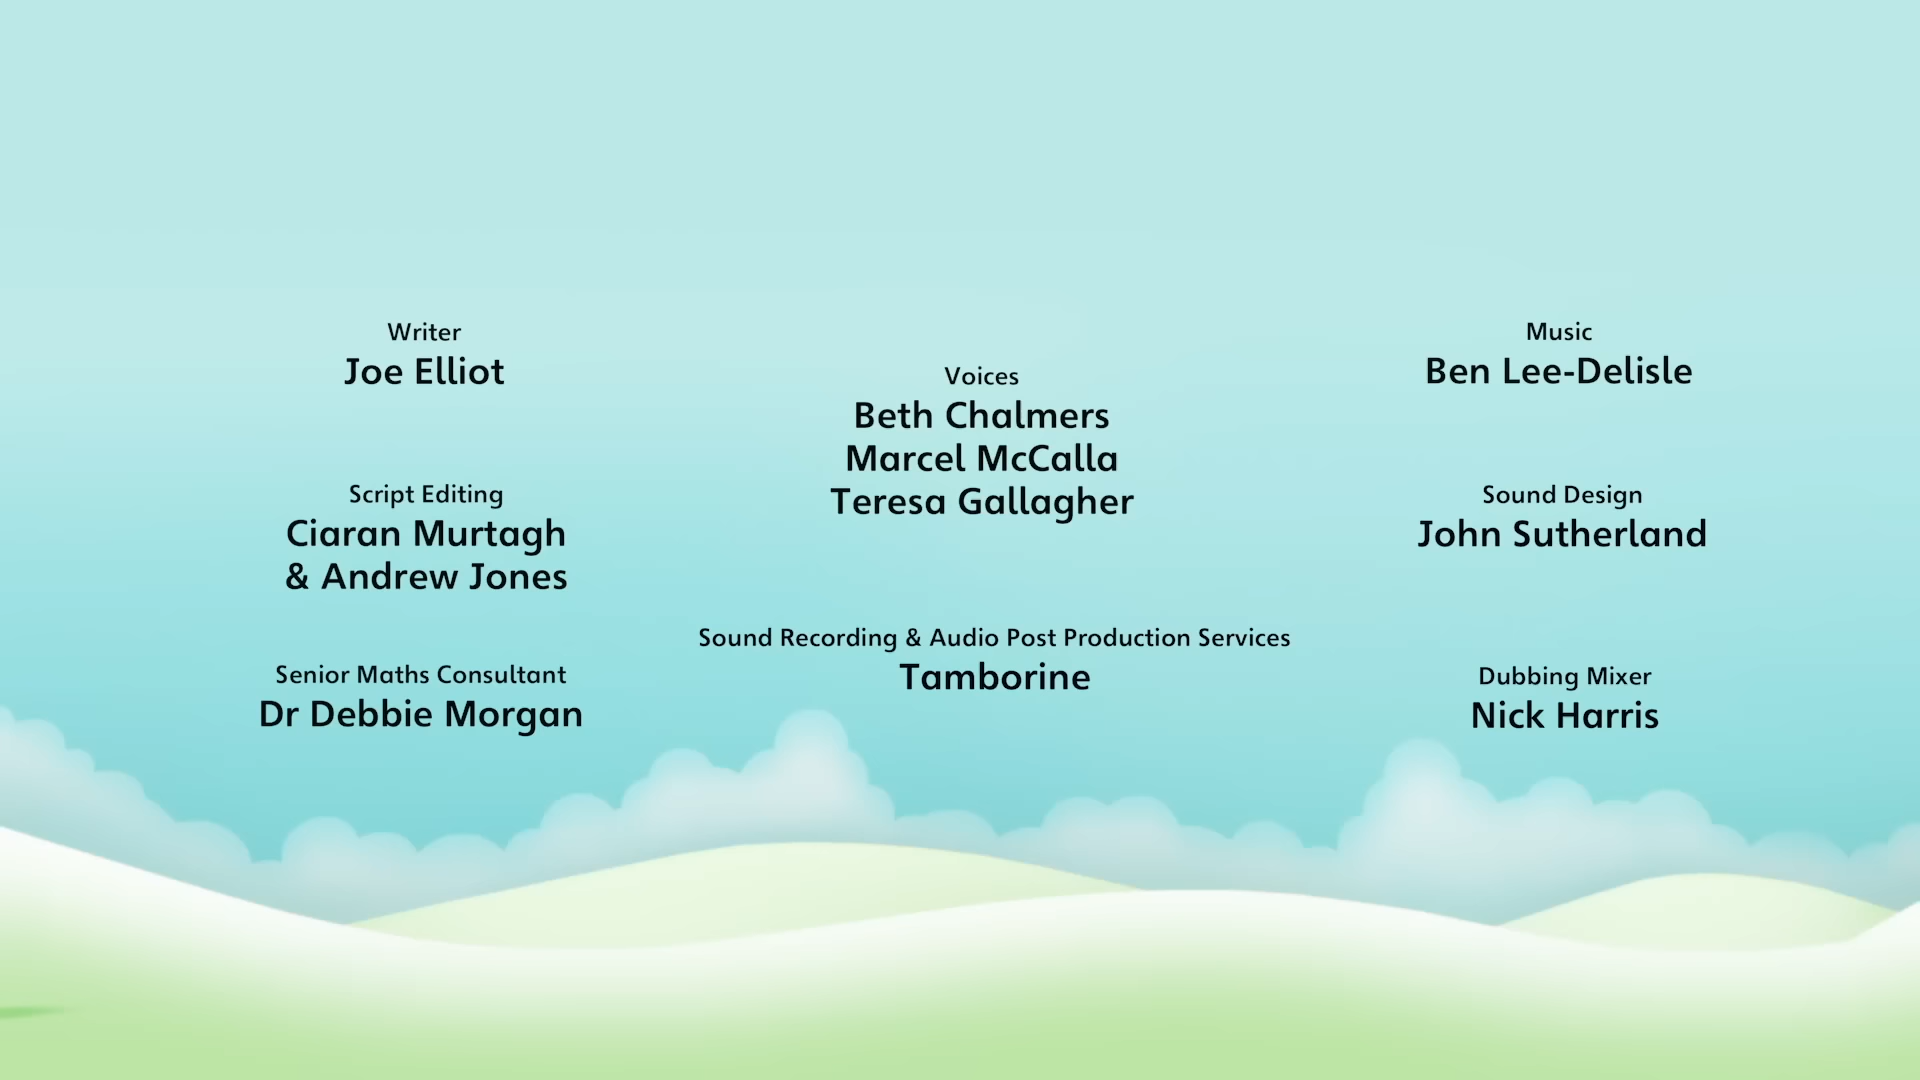 Writer
Joe Elliot
Script Editing
Ciaran Murtagh
& Andrew Jones
Senior Maths Consultant
Dr Debbie Morgan
Voices
Beth Chalmers
Marcel McCalla
Teresa Gallagher
Sound Recording & Audio Post Production Services
Tamborine
Music
Ben Lee-Delisle
Sound Design
John Sutherland
Dubbing Mixer
Nick Harris